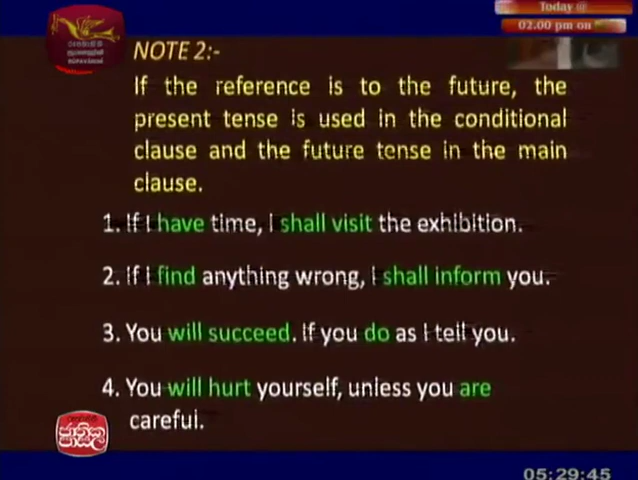 Today @
02.00 pm on
NOTE 2:-
If the reference is to the future, the
present tense is used in the conditional
clause and the future tense in the main
clause.
1. If I have time, I shall visit the exhibition.
2. If I find anything wrong, I shall inform you.
3. You will succeed. If you do as I tell you.
4. You will hurt yourself, unless you are
careful.
05:29:45